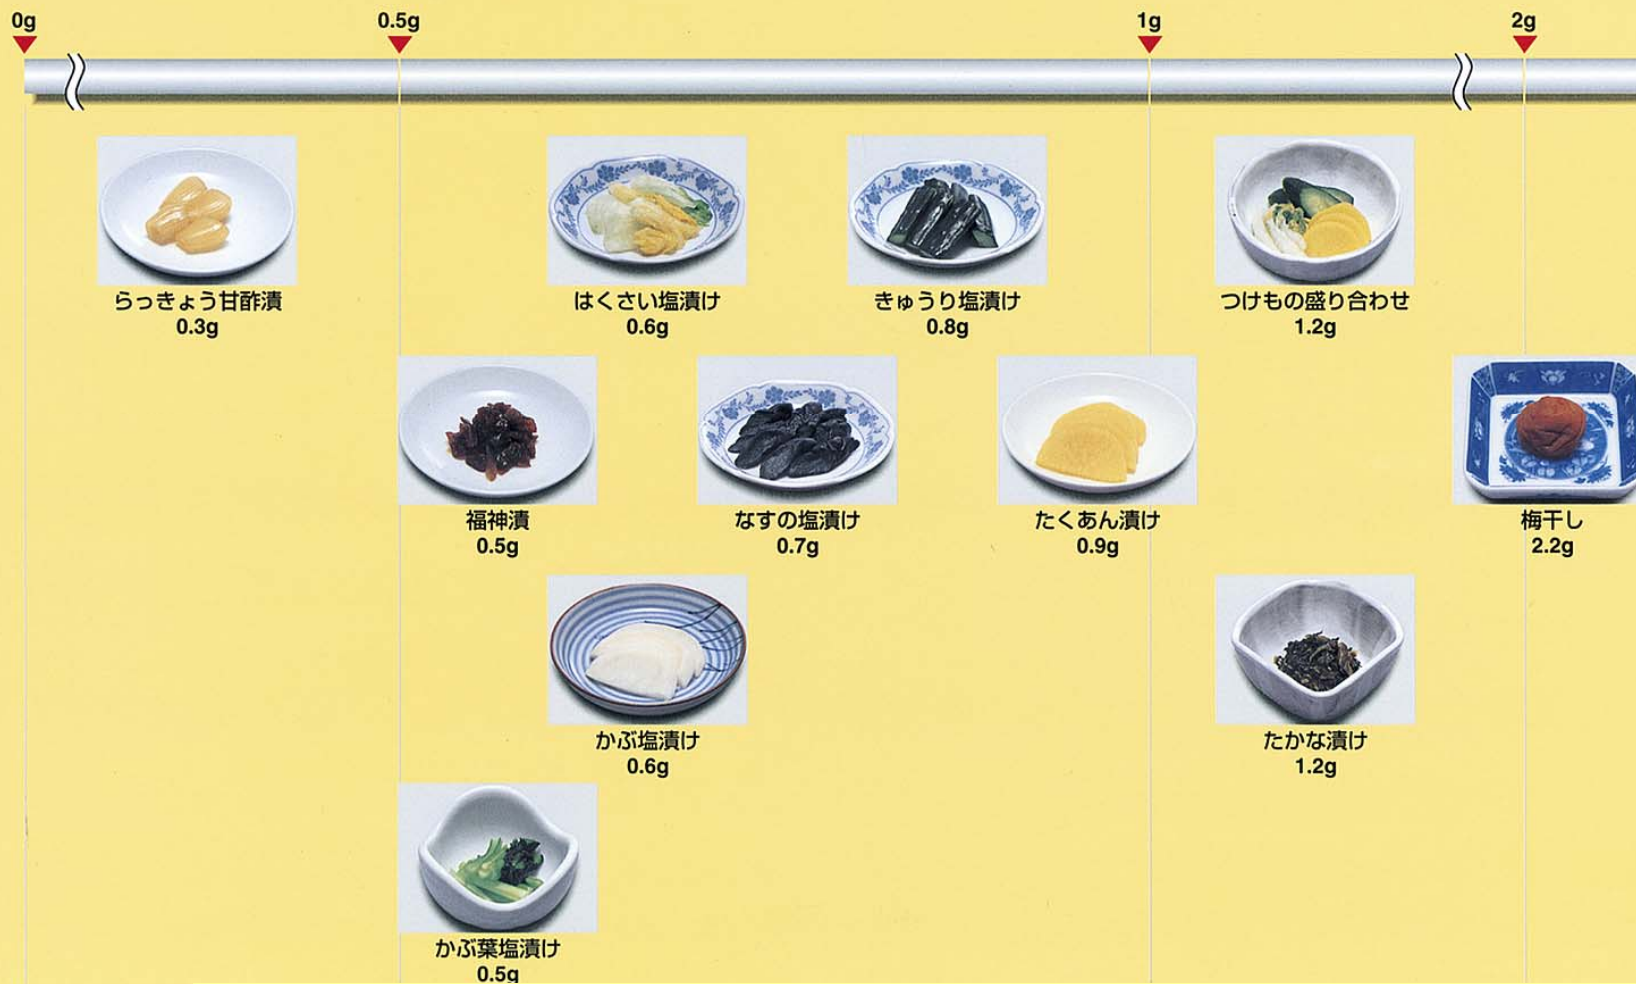 0g
0.5g
1g
2g
らっきょう甘酢漬
0.3g
はくさい塩漬け
0.6g
きゅうり塩漬け
0.8g
つけもの盛り合わせ
1.2g
福神漬
0.5g
なすの塩漬け
0.7g
たくあん漬け
0.9g
梅干し
2.2g
かぶ塩漬け
0.6g
たかな漬け
1.2g
かぶ葉塩漬け
0.5g